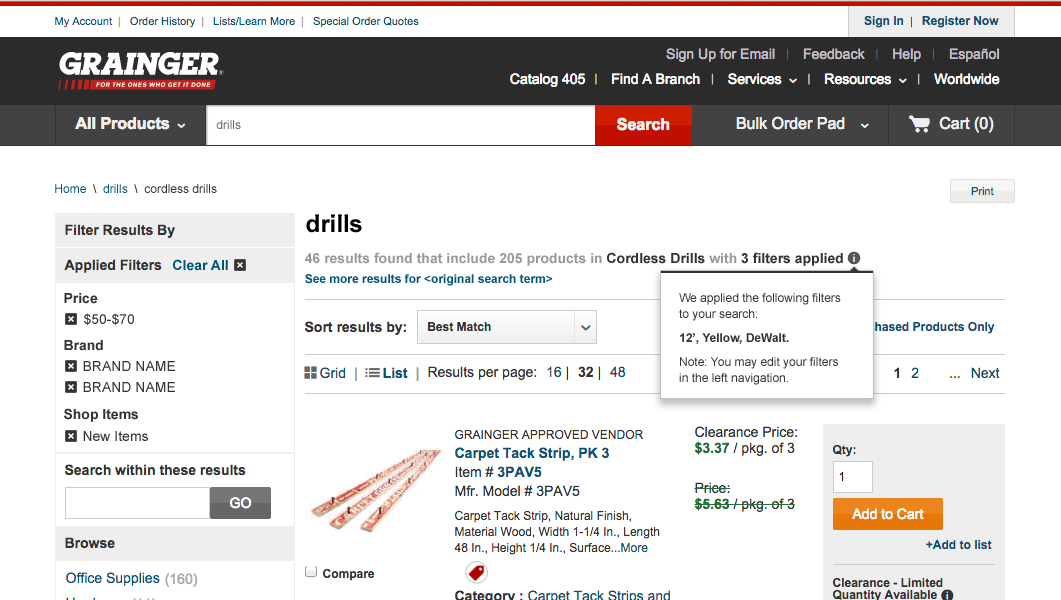 My Account | Order History | Lists/Learn More | Special Order Quotes
Sign In | Register Now
Sign Up for Email | Feedback | Help | Español
GRAINGER®
FOR THE ONES WHO GET IT DONE
Catalog 405 | Find A Branch | Services | Resources | Worldwide
All Products
drills
Search
Bulk Order Pad
Cart (0)
Home \ drills \ cordless drills
Print
Filter Results By
Applied Filters Clear All
Price
$50-$70
Brand
BRAND NAME
BRAND NAME
Shop Items
New Items
Search within these results
GO
Browse
Office Supplies (160)
drills
46 results found that include 205 products in Cordless Drills with 3 filters applied
See more results for <original search term>
We applied the following filters
to your search:
12’, Yellow, DeWalt.
Note: You may edit your filters
in the left navigation.
Sort results by: Best Match
hased Products Only
Grid | List | Results per page: 16 | 32 | 48
1 2 ... Next
GRAINGER APPROVED VENDOR
Carpet Tack Strip, PK 3
Item # 3PAV5
Mfr. Model # 3PAV5
Carpet Tack Strip, Natural Finish,
Material Wood, Width 1-1/4 In., Length
48 In., Height 1/4 In., Surface...More
Compare
Category : Carpet Tack Strips and
Clearance Price:
$3.37 / pkg. of 3
Price:
$5.63 / pkg. of 3
Qty:
1
Add to Cart
+Add to list
Clearance - Limited
Quantity Available